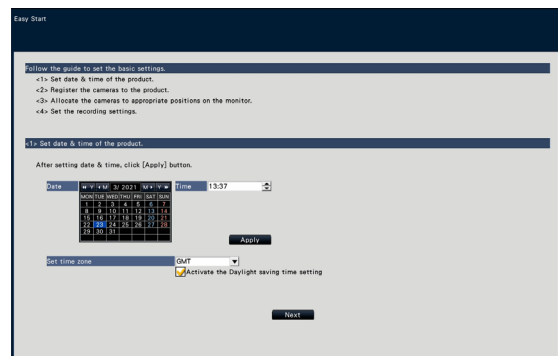 Easy Start
Follow the guide to set the basic settings.
<1> Set date & time of the product.
<2> Register the cameras to the product.
<3> Allocate the cameras to appropriate positions on the monitor.
<4> Set the recording settings.
<1> Set date & time of the product.
After setting date & time, click [Apply] button.
Date Y M 3/ 2021 M Y Time 13:37
MON TUE WED THU FRI SAT SUN
1 2 3 4 5 6 7
8 9 10 11 12 13 14
15 16 17 18 19 20 21
22 23 24 25 26 27 28
29 30 31
Apply
Set time zone GMT
Activate the Daylight saving time setting
Next